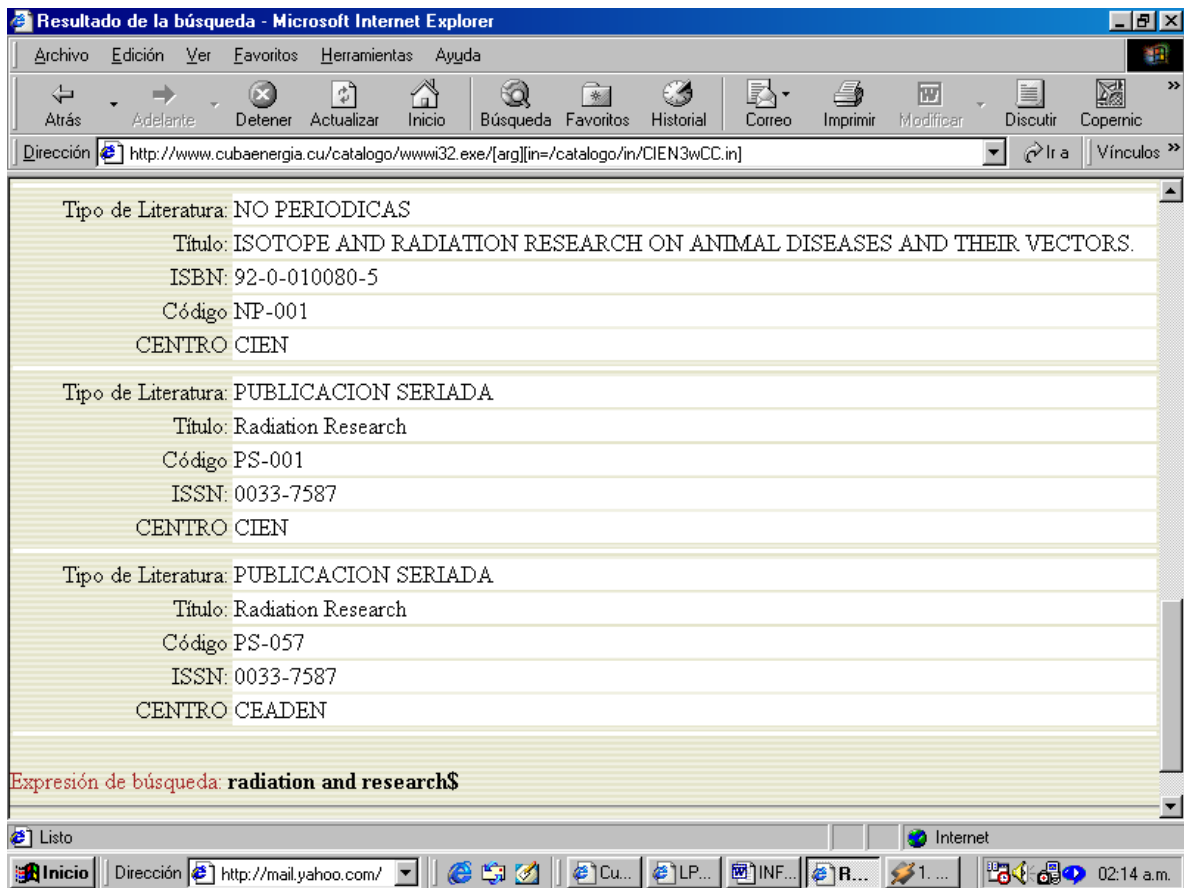 Resultado de la búsqueda - Microsoft Internet Explorer
Archivo Edición Ver Favoritos Herramientas Ayuda
Atrás Adelante Detener Actualizar Inicio Búsqueda Favoritos Historial Correo Imprimir Modificar Discutir Copernic »
Dirección http://www.cubaenergia.cu/catalogo/wwwi32.exe/[arg][in=/catalogo/in/CIEN3wCC.in] Ir a Vínculos »
Tipo de Literatura: NO PERIODICAS
Título: ISOTOPE AND RADIATION RESEARCH ON ANIMAL DISEASES AND THEIR VECTORS.
ISBN: 92-0-010080-5
Código NP-001
CENTRO CIEN
Tipo de Literatura: PUBLICACION SERIADA
Título: Radiation Research
Código PS-001
ISSN: 0033-7587
CENTRO CIEN
Tipo de Literatura: PUBLICACION SERIADA
Título: Radiation Research
Código PS-057
ISSN: 0033-7587
CENTRO CEADEN
Expresión de búsqueda: radiation and research$
Listo Internet
Inicio Dirección http://mail.yahoo.com/ Cu... LP... INF... R... 1. ... 02:14 a.m.